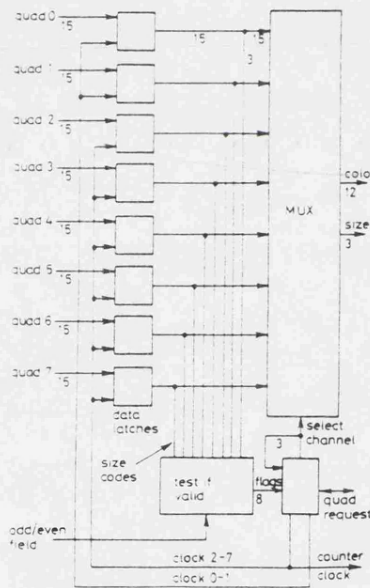 quad 0
15
15
15
3
quad 1
15
quad 2
15
quad 3
15
colo
12
MUX
quad 4
15
size
3
quad 5
15
quad 6
15
quad 7
15
data
latches
select
channel
3
size
codes
test if
valid
flags
8
quad
request
odd/even
field
clock 2-7
counter
clock 0-1
clock